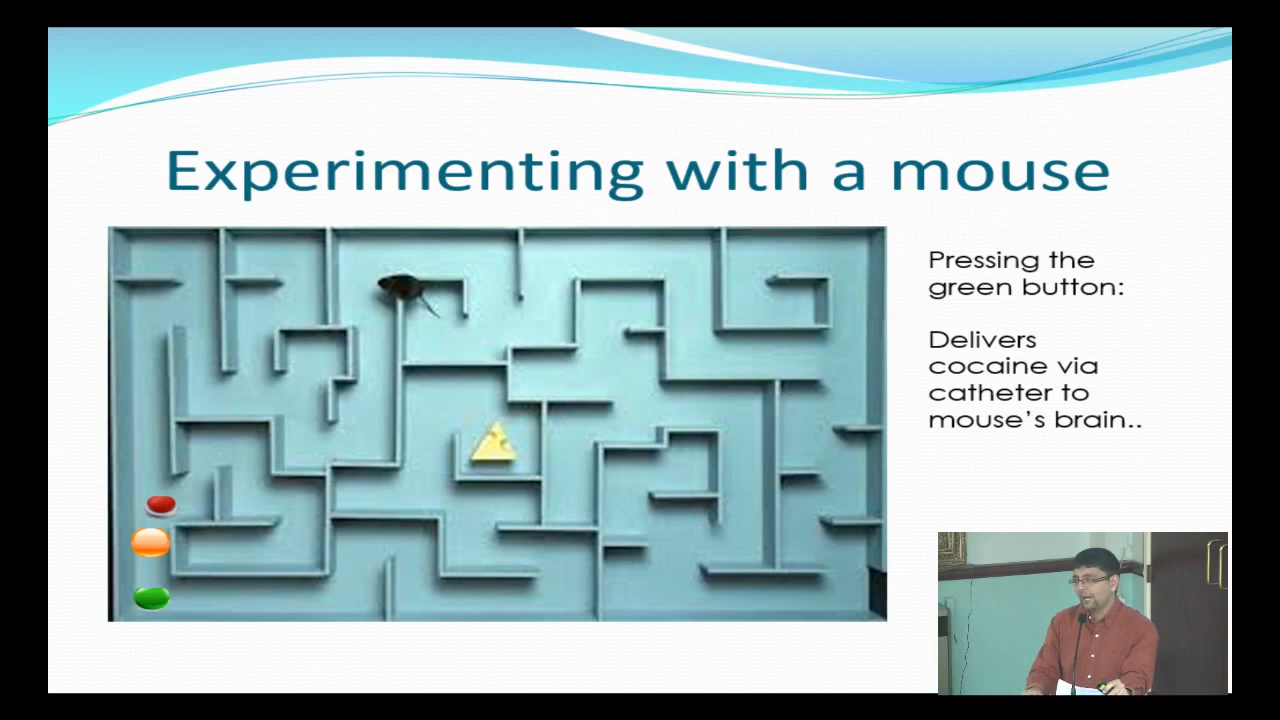 Experimenting with a mouse
Pressing the
green button:
Delivers
cocaine via
catheter to
mouse's brain..